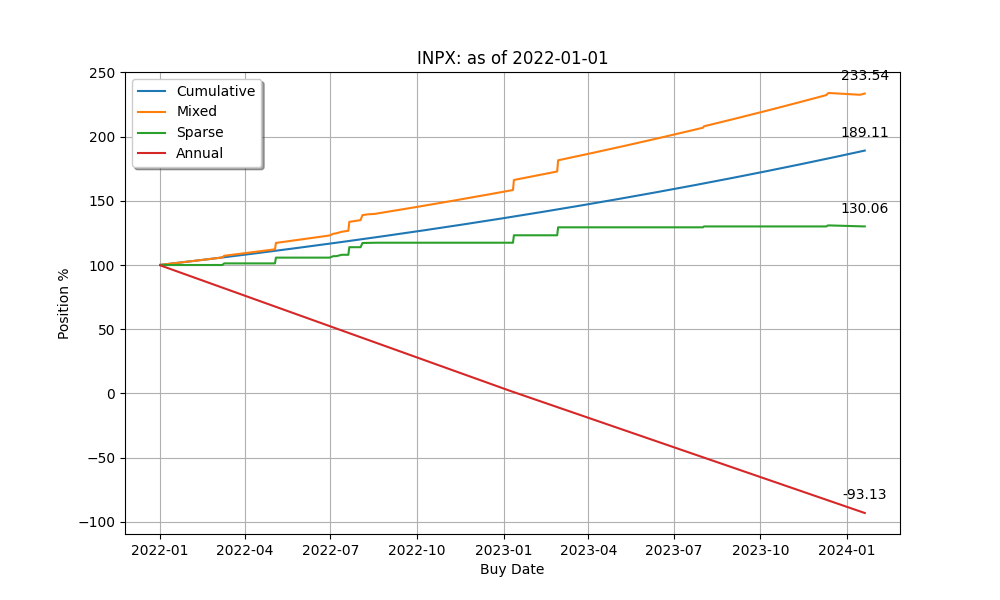 INPX: as of 2022-01-01
250
200
150
100
50
0
−50
−100
Position %
Cumulative
Mixed
Sparse
Annual
233.54
189.11
130.06
-93.13
2022-01 2022-04 2022-07 2022-10 2023-01 2023-04 2023-07 2023-10 2024-01
Buy Date